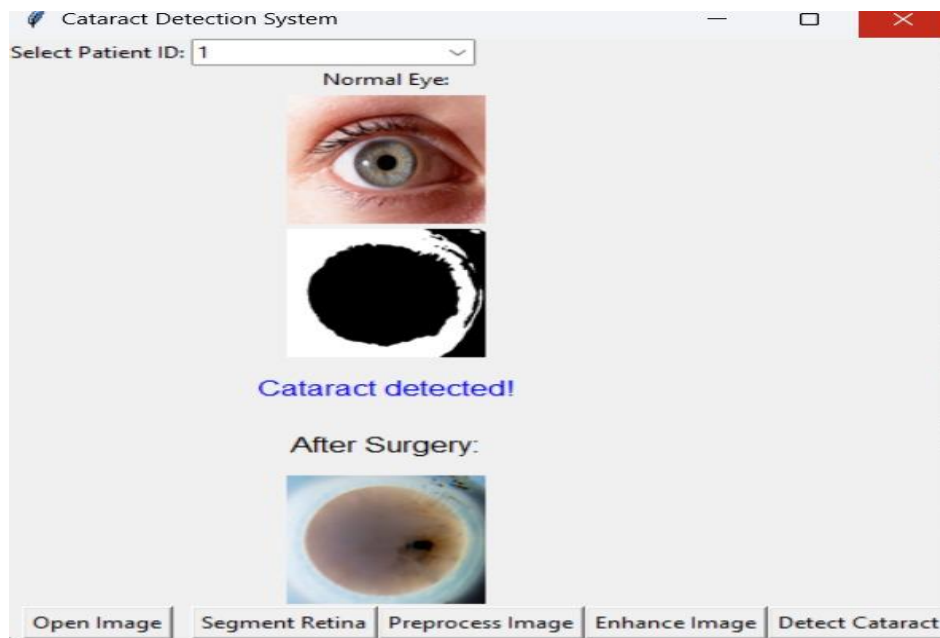 Cataract Detection System
Select Patient ID: 1
Normal Eye:
Cataract detected!
After Surgery:
Open Image Segment Retina Preprocess Image Enhance Image Detect Cataract